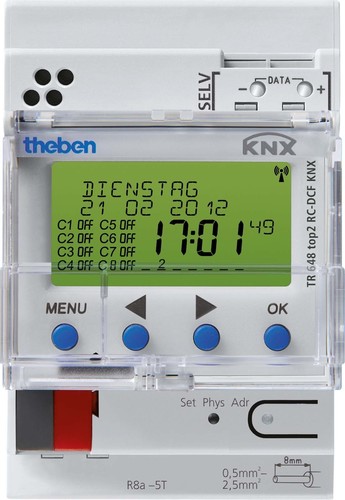 SELV
− DATA +
theben
KNX
DIENSTAG
21 02 2012
C1 OFF C5 OFF
C2 OFF C6 OFF
C3 OFF C7 OFF
C4 OFF C8 OFF
17:01 49
2
TR 648 top2 RC-DCF KNX
MENU
OK
Set Phys Adr
R8a –5T
8mm
0,5mm²
2,5mm²